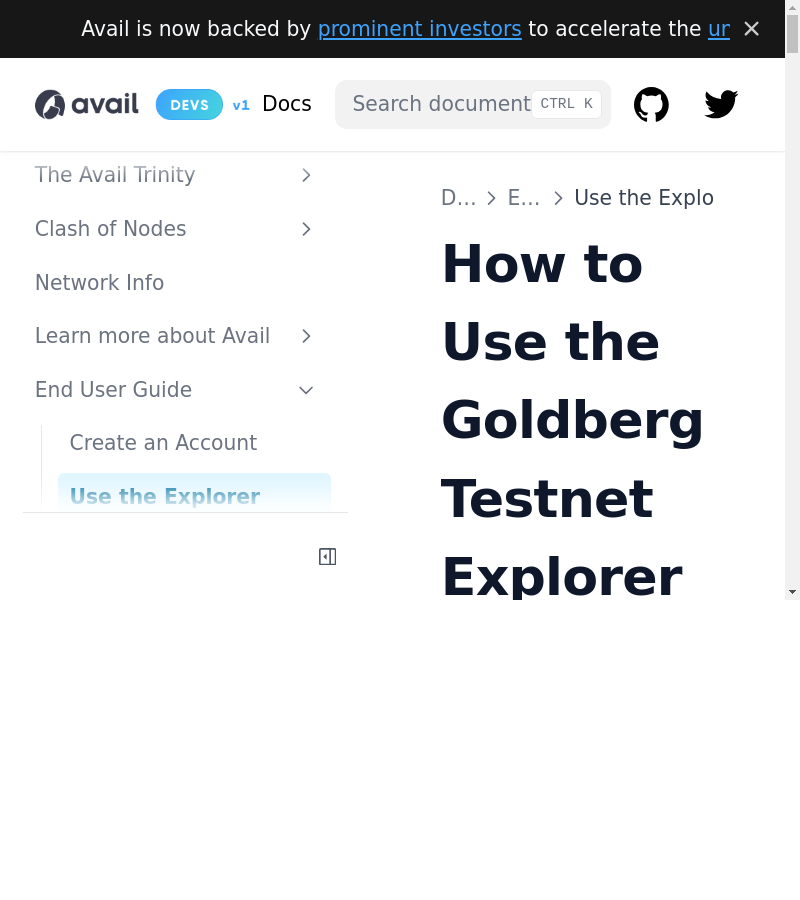 Avail is now backed by prominent investors to accelerate the ur
avail DEVS v1 Docs Search document CTRL K
The Avail Trinity
Clash of Nodes
Network Info
Learn more about Avail
End User Guide
Create an Account
Use the Explorer
D… E… Use the Explo
How to
Use the
Goldberg
Testnet
Explorer